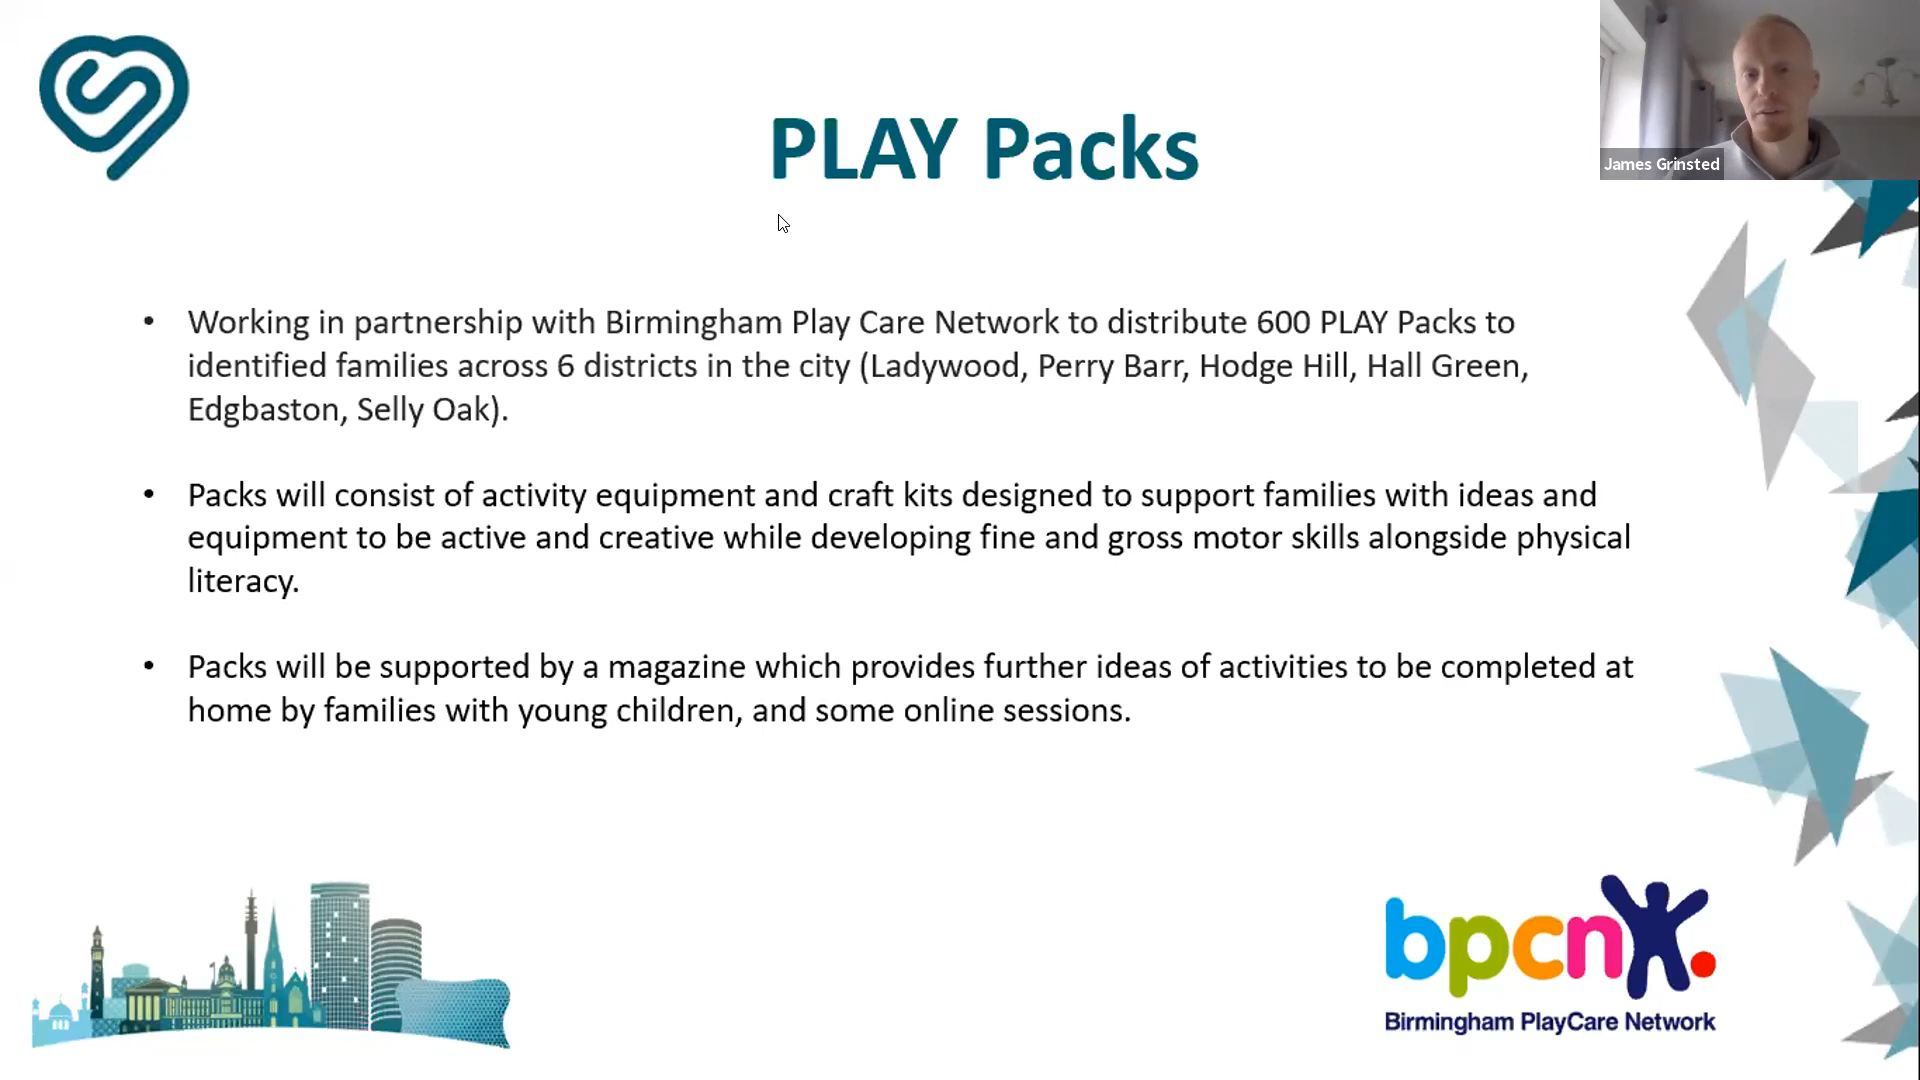 PLAY Packs
James Grinsted
• Working in partnership with Birmingham Play Care Network to distribute 600 PLAY Packs to
identified families across 6 districts in the city (Ladywood, Perry Barr, Hodge Hill, Hall Green,
Edgbaston, Selly Oak).
• Packs will consist of activity equipment and craft kits designed to support families with ideas and
equipment to be active and creative while developing fine and gross motor skills alongside physical
literacy.
• Packs will be supported by a magazine which provides further ideas of activities to be completed at
home by families with young children, and some online sessions.
bpcn
Birmingham PlayCare Network